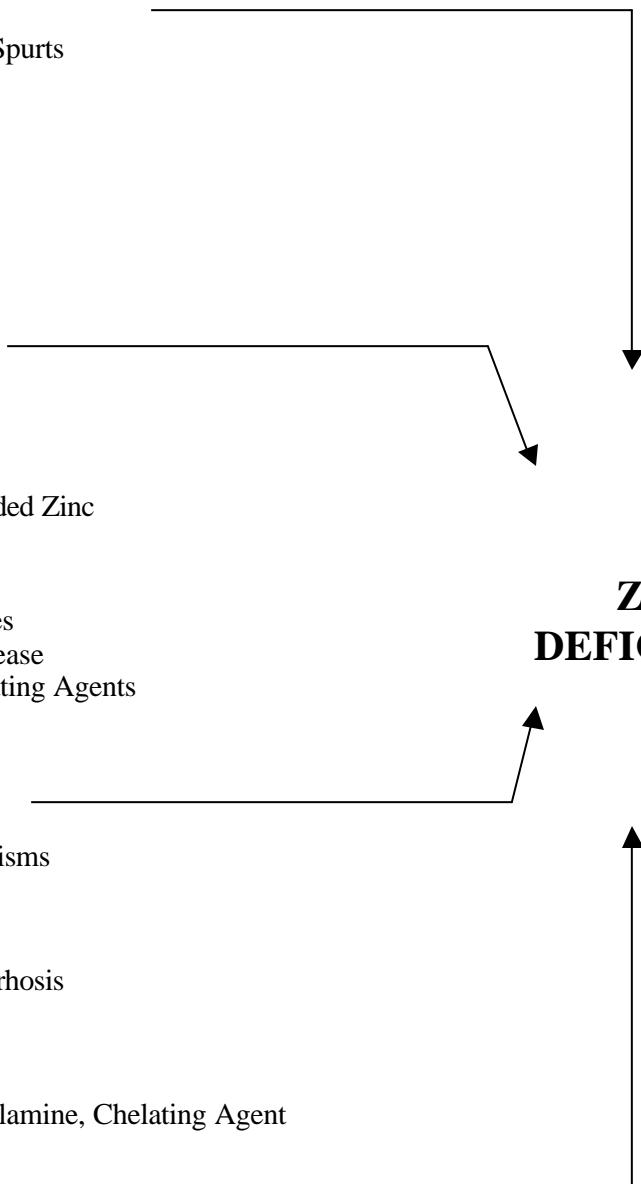 Spurts
ded Zinc
Z
es
DEFIC
ease
ting Agents
isms
rhosis
lamine, Chelating Agent